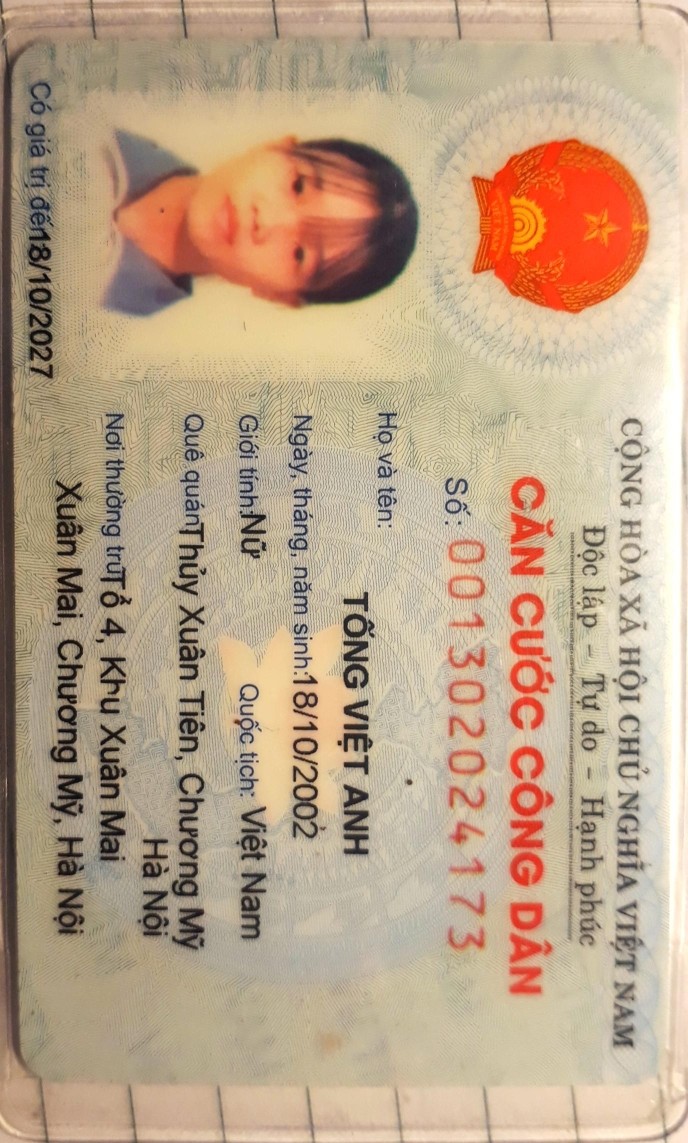 CỘNG HÒA XÃ HỘI CHỦ NGHĨA VIỆT NAM
Độc lập - Tự do - Hạnh phúc
CĂN CƯỚC CÔNG DÂN
Số: 001302024173
Họ và tên:
TỐNG VIỆT ANH
Ngày, tháng, năm sinh:18/10/2002
Giới tính:Nữ Quốc tịch: Việt Nam
Quê quánThủy Xuân Tiên, Chương Mỹ
Hà Nội
Nơi thường trúTổ 4, Khu Xuân Mai
Xuân Mai, Chương Mỹ, Hà Nội
Có giá trị đến18/10/2027
VIỆT NAM